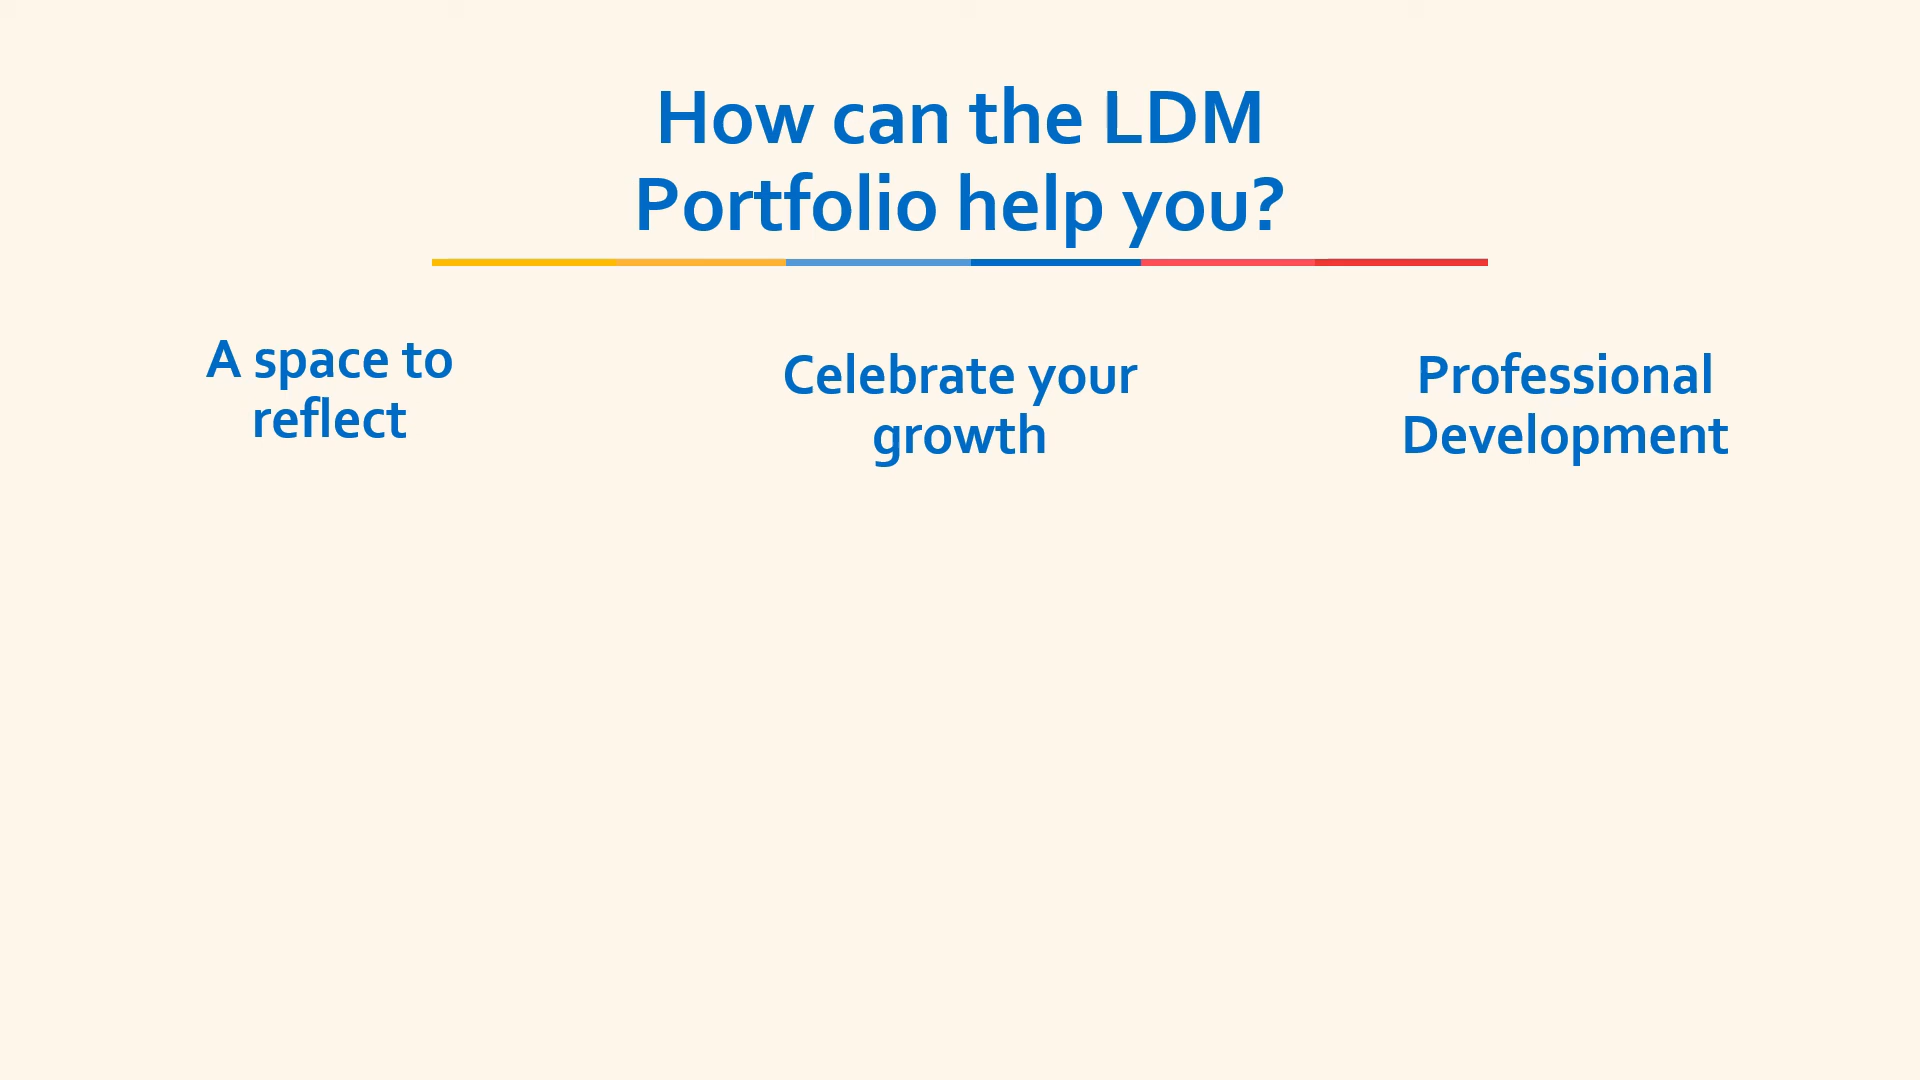 How can the LDM
Portfolio help you?
A space to
reflect
Celebrate your
growth
Professional
Development